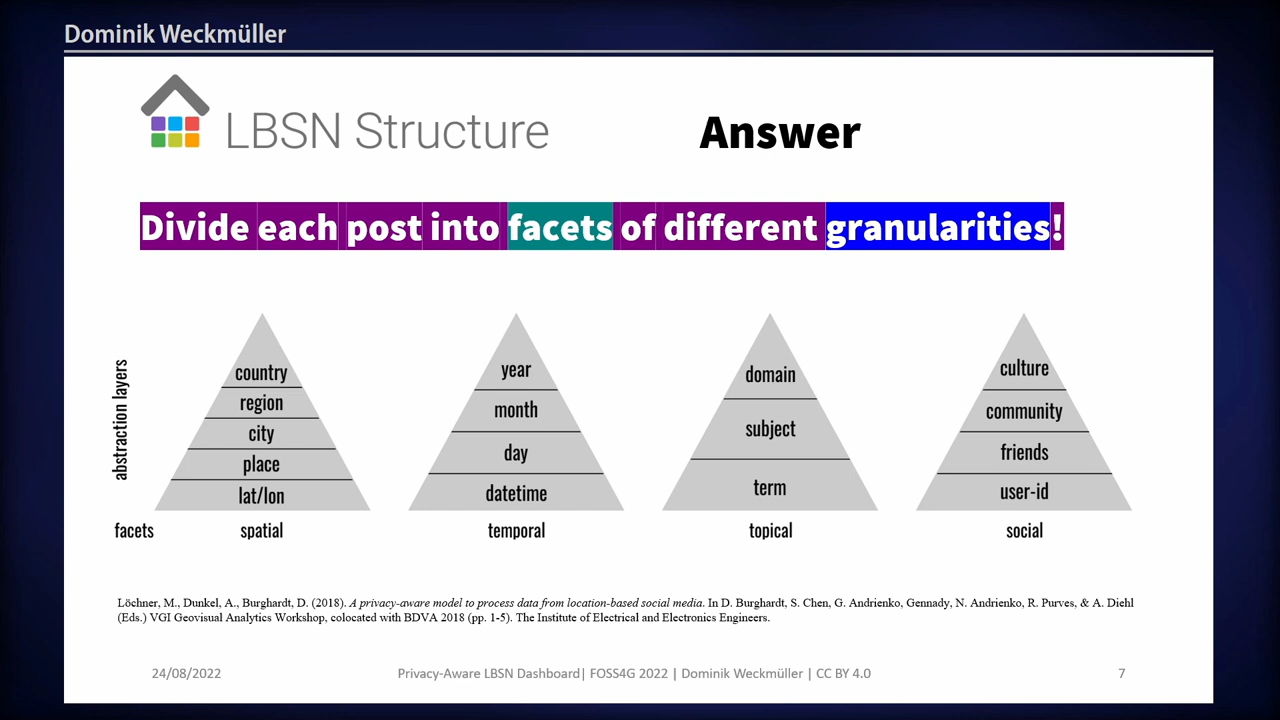 Dominik Weckmüller
LBSN Structure
Answer
Divide each post into facets of different granularities!
abstraction layers
country
region
city
place
lat/lon
year
month
day
datetime
domain
subject
term
culture
community
friends
user-id
facets
spatial
temporal
topical
social
Löchner, M., Dunkel, A., Burghardt, D. (2018). A privacy-aware model to process data from location-based social media. In D. Burghardt, S. Chen, G. Andrienko, Gennady, N. Andrienko, R. Purves, & A. Diehl
(Eds.) VGI Geovisual Analytics Workshop, colocated with BDVA 2018 (pp. 1-5). The Institute of Electrical and Electronics Engineers.
24/08/2022
Privacy-Aware LBSN Dashboard| FOSS4G 2022 | Dominik Weckmüller | CC BY 4.0
7